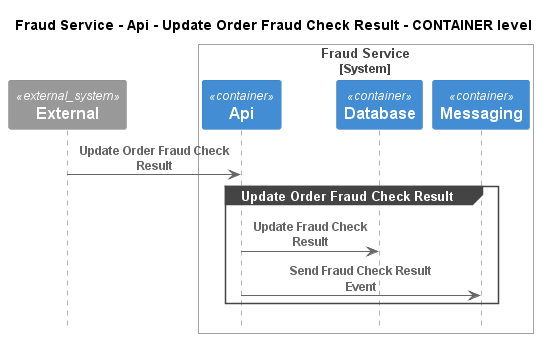 Fraud Service - Api - Update Order Fraud Check Result - CONTAINER level
Fraud Service
[System]
«external_system»
External
«container»
Api
«container»
Database
«container»
Messaging
Update Order Fraud Check
Result
Update Order Fraud Check Result
Update Fraud Check
Result
Send Fraud Check Result
Event